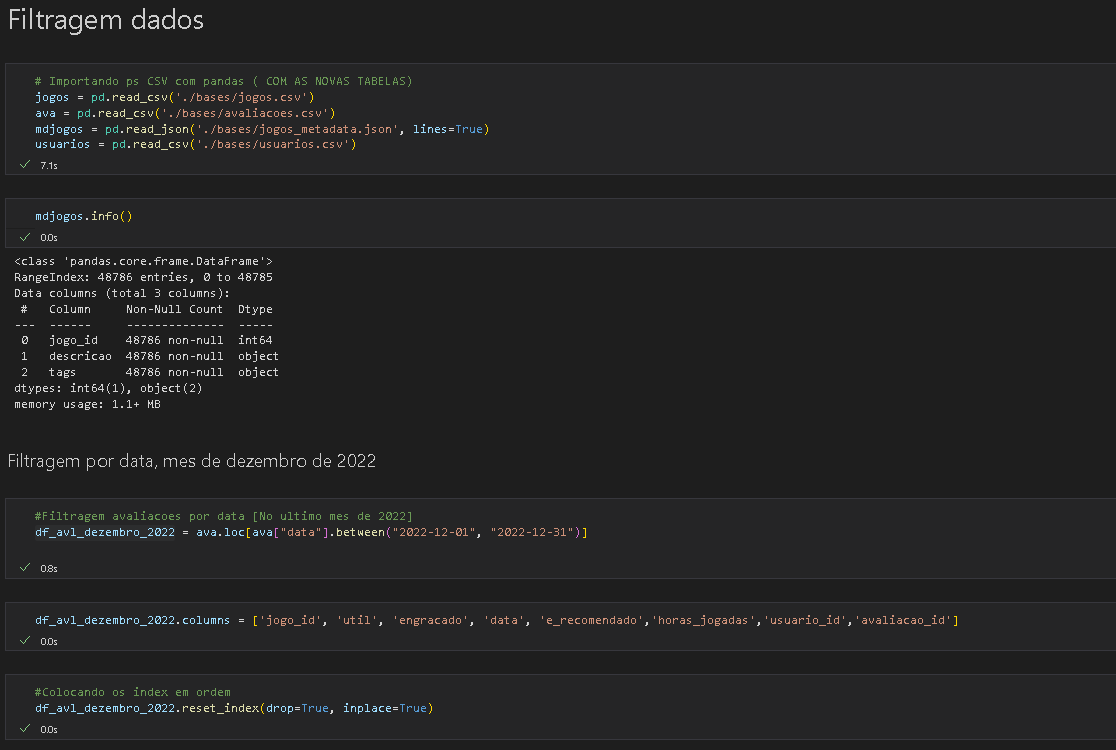 Filtragem dados
# Importando ps CSV com pandas ( COM AS NOVAS TABELAS)
jogos = pd.read_csv('./bases/jogos.csv')
ava = pd.read_csv('./bases/avaliacoes.csv')
mdjogos = pd.read_json('./bases/jogos_metadata.json', lines=True)
usuarios = pd.read_csv('./bases/usuarios.csv')
7.1s
mdjogos.info()
0.0s
<class 'pandas.core.frame.DataFrame'>
RangeIndex: 48786 entries, 0 to 48785
Data columns (total 3 columns):
 #   Column     Non-Null Count  Dtype
---  ------     --------------  -----
 0   jogo_id    48786 non-null  int64
 1   descricao  48786 non-null  object
 2   tags       48786 non-null  object
dtypes: int64(1), object(2)
memory usage: 1.1+ MB
Filtragem por data, mes de dezembro de 2022
#Filtragem avaliacoes por data [No ultimo mes de 2022]
df_avl_dezembro_2022 = ava.loc[ava["data"].between("2022-12-01", "2022-12-31")]
0.8s
df_avl_dezembro_2022.columns = ['jogo_id', 'util', 'engracado', 'data', 'e_recomendado','horas_jogadas','usuario_id','avaliacao_id']
0.0s
#Colocando os index em ordem
df_avl_dezembro_2022.reset_index(drop=True, inplace=True)
0.0s